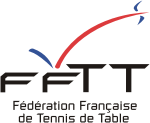 FFTT
Fédération Française
de Tennis de Table